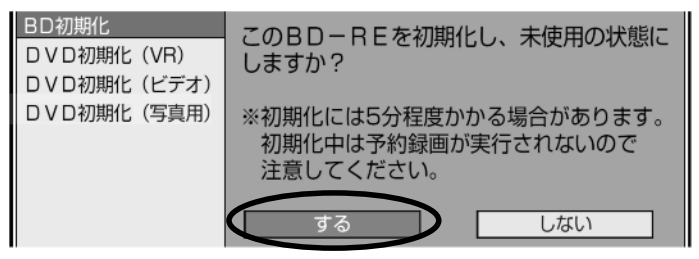 BD初期化
DVD初期化（VR）
DVD初期化（ビデオ）
DVD初期化（写真用）
このBD－REを初期化し、未使用の状態に
しますか？
※初期化には5分程度かかる場合があります。
初期化中は予約録画が実行されないので
注意してください。
する
しない